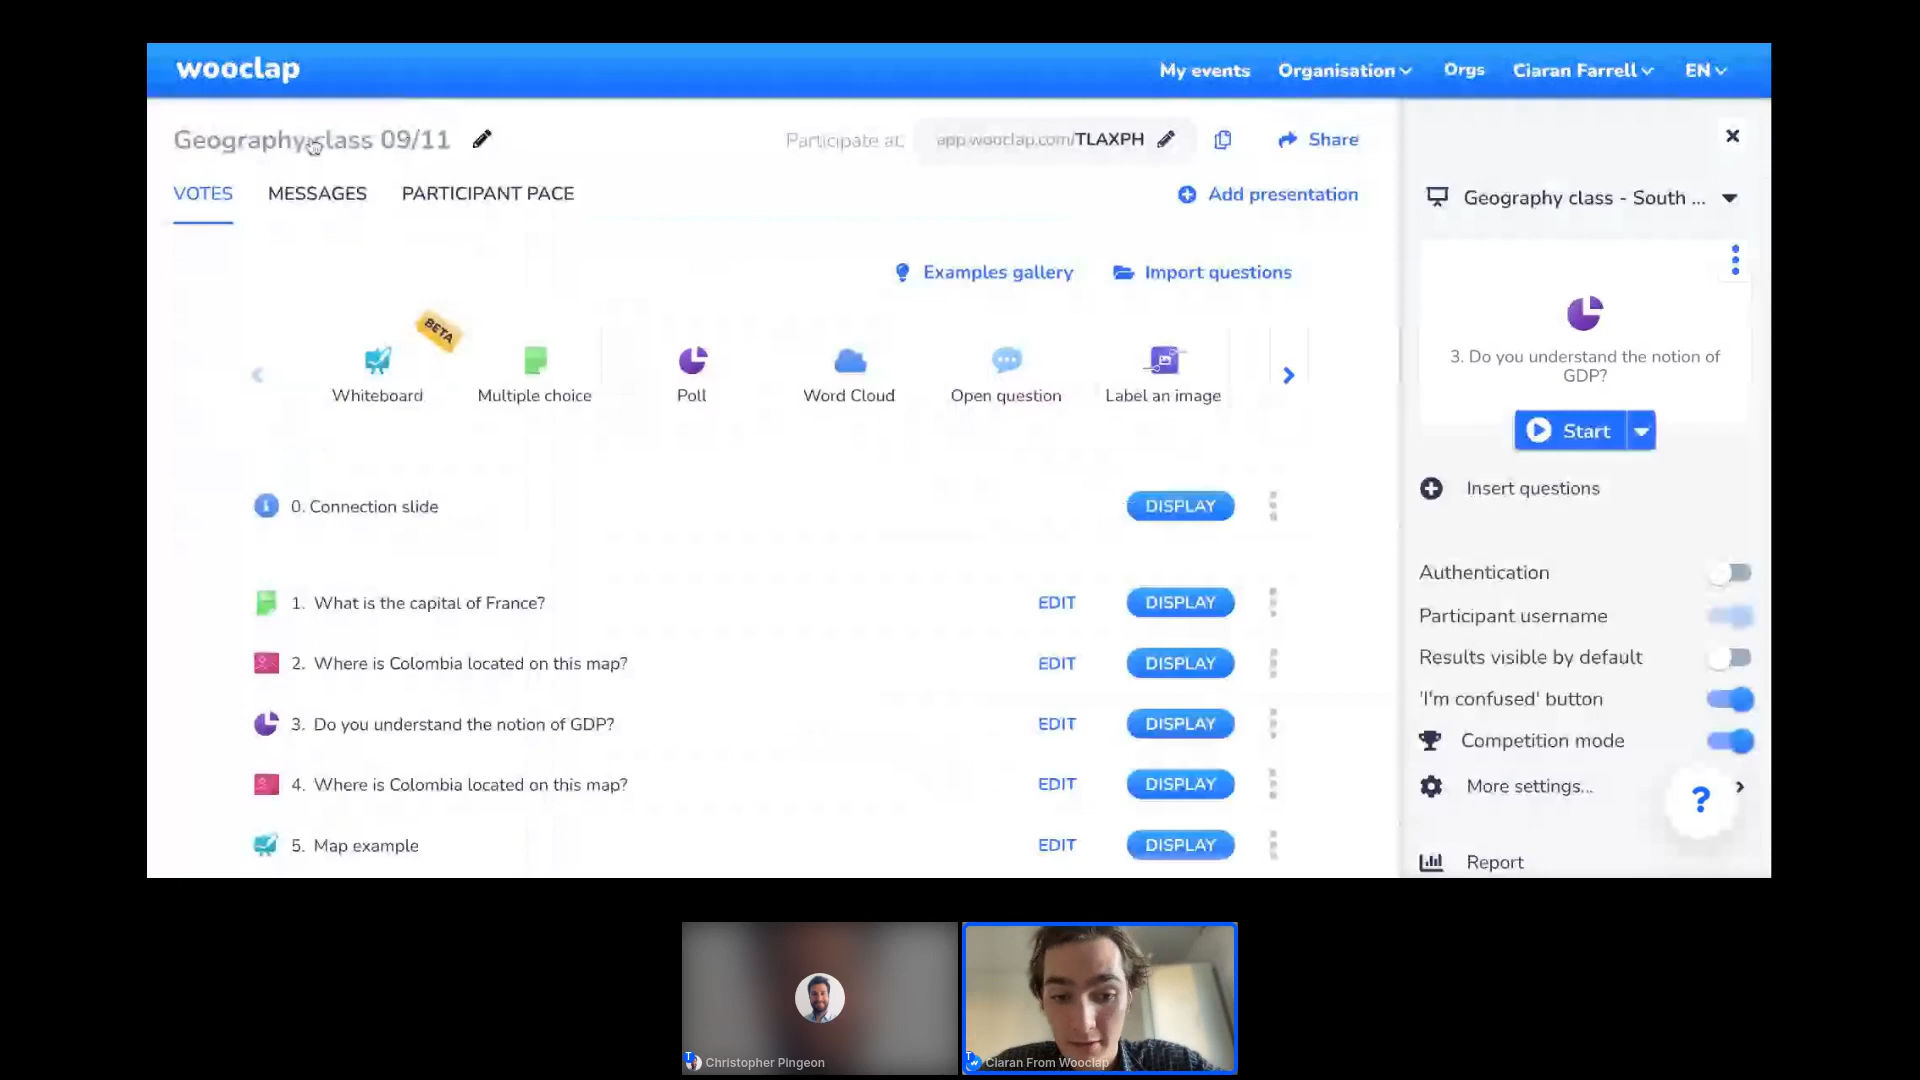 wooclap
My events Organisation Orgs Ciaran Farrell EN
Geography class 09/11
Participate at: app.wooclap.com/TLAXPH Share
VOTES MESSAGES PARTICIPANT PACE
Add presentation
Geography class - South ...
Examples gallery Import questions
BETA
Whiteboard Multiple choice Poll Word Cloud Open question Label an image
3. Do you understand the notion of
GDP?
Start
Insert questions
0. Connection slide DISPLAY
1. What is the capital of France? EDIT DISPLAY
2. Where is Colombia located on this map? EDIT DISPLAY
3. Do you understand the notion of GDP? EDIT DISPLAY
4. Where is Colombia located on this map? EDIT DISPLAY
5. Map example EDIT DISPLAY
Authentication
Participant username
Results visible by default
'I'm confused' button
Competition mode
More settings...
?
Report
Christopher Pingeon
Ciaran From Wooclap